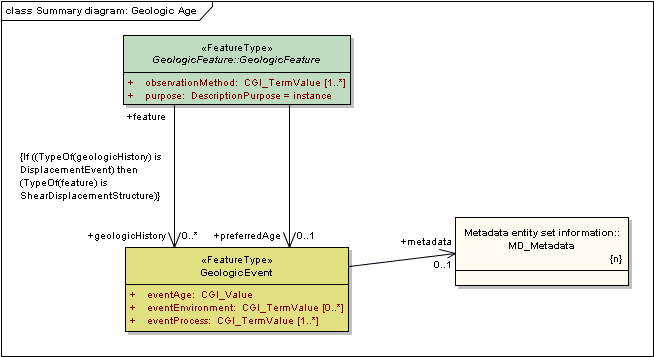 class Summary diagram: Geologic Age
«FeatureType»
GeologicFeature::GeologicFeature
+ observationMethod: CGI_TermValue [1..*]
+ purpose: DescriptionPurpose = instance
+feature
{If ((TypeOf(geologicHistory) is
DisplacementEvent) then
(TypeOf(feature) is
ShearDisplacementStructure)}
+geologicHistory 0..* +preferredAge 0..1
+metadata
0..1
Metadata entity set information::
MD_Metadata
{n}
«FeatureType»
GeologicEvent
+ eventAge: CGI_Value
+ eventEnvironment: CGI_TermValue [0..*]
+ eventProcess: CGI_TermValue [1..*]